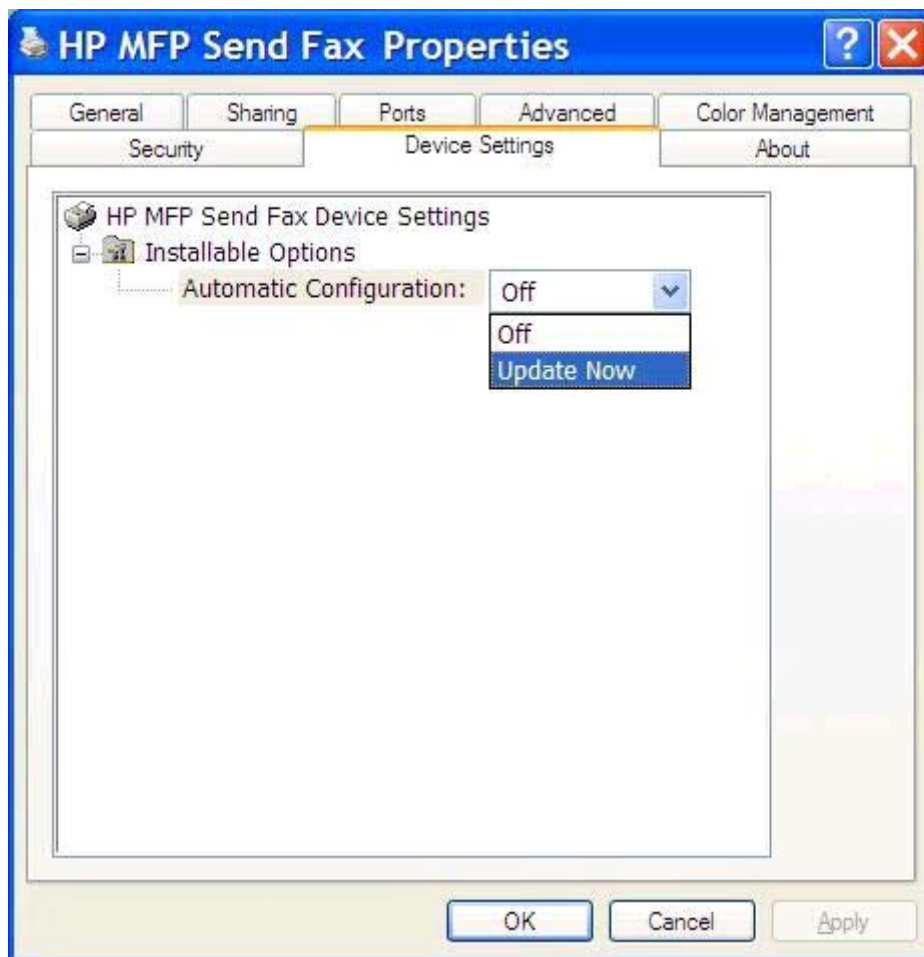 HP MFP Send Fax Properties
?
General Sharing Ports Advanced Color Management
Security Device Settings About
HP MFP Send Fax Device Settings
Installable Options
Automatic Configuration: Off
Off
Update Now
OK Cancel Apply